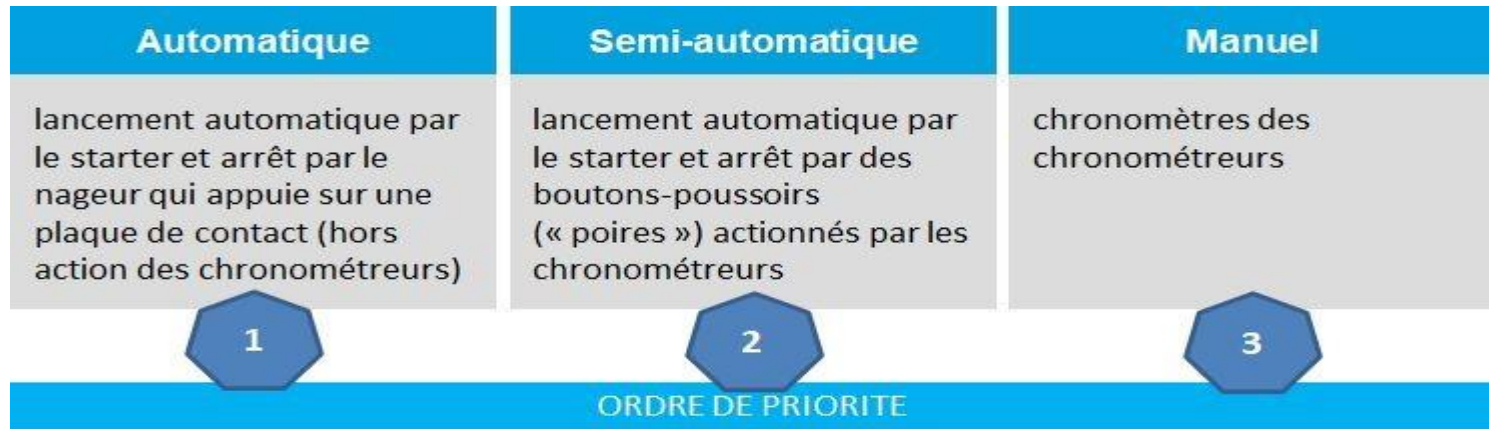 Automatique
lancement automatique par
le starter et arrêt par le
nageur qui appuie sur une
plaque de contact (hors
action des chronométreurs)
1
Semi-automatique
lancement automatique par
le starter et arrêt par des
boutons-poussoirs
(« poires ») actionnés par les
chronométreurs
2
Manuel
chronomètres des
chronométreurs
3
ORDRE DE PRIORITE